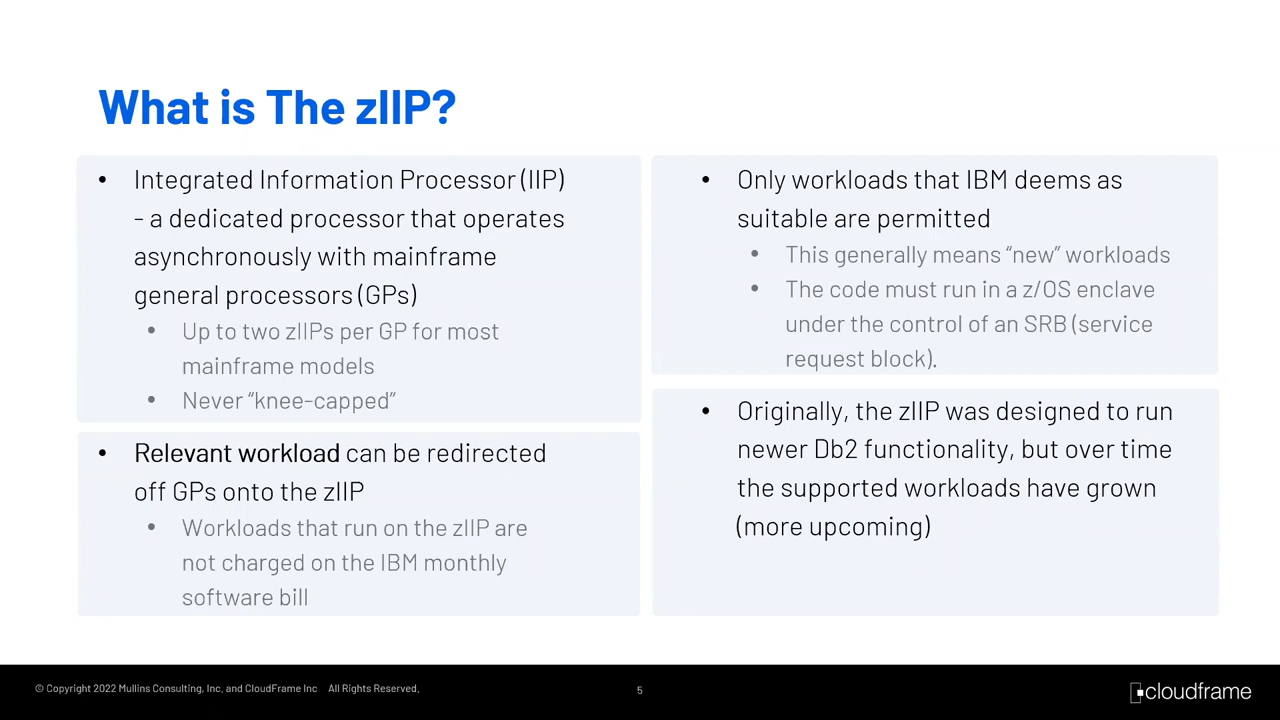 What is The zIIP?
• Integrated Information Processor (IIP)
- a dedicated processor that operates
asynchronously with mainframe
general processors (GPs)
• Up to two zIIPs per GP for most
mainframe models
• Never “knee-capped”
• Relevant workload can be redirected
off GPs onto the zIIP
• Workloads that run on the zIIP are
not charged on the IBM monthly
software bill
• Only workloads that IBM deems as
suitable are permitted
• This generally means “new” workloads
• The code must run in a z/OS enclave
under the control of an SRB (service
request block).
• Originally, the zIIP was designed to run
newer Db2 functionality, but over time
the supported workloads have grown
(more upcoming)
© Copyright 2022 Mullins Consulting, Inc. and CloudFrame Inc All Rights Reserved.
5
cloudframe